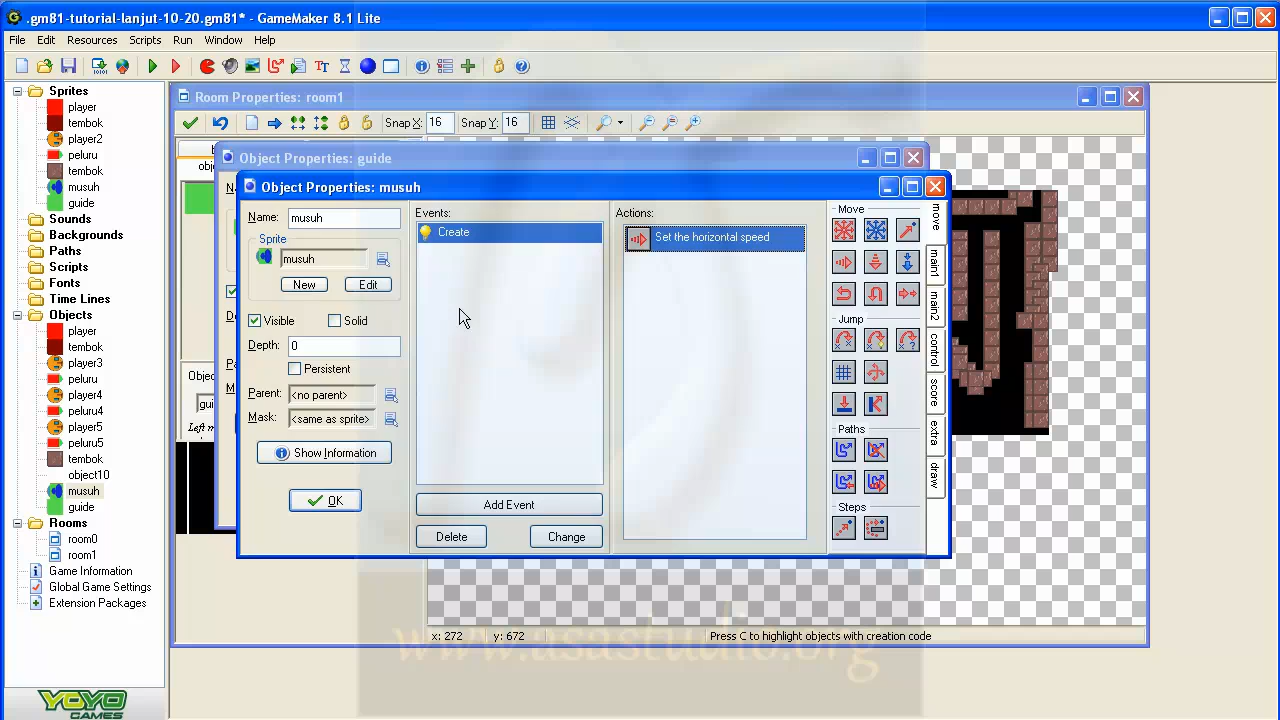 .gm81-tutorial-lanjut-10-20.gm81* - GameMaker 8.1 Lite
File Edit Resources Scripts Run Window Help
Sprites
player
tembok
player2
peluru
tembok
musuh
guide
Sounds
Backgrounds
Paths
Scripts
Fonts
Time Lines
Objects
player
tembok
player3
peluru
player4
peluru4
player5
peluru5
tembok
object10
musuh
guide
Rooms
room0
room1
Game Information
Global Game Settings
Extension Packages
YOYO
GAMES
Room Properties: room1
Snap X: 16 Snap Y: 16
Object Properties: guide
Object Properties: musuh
Name: musuh
Sprite
musuh
New Edit
Visible Solid
Depth: 0
Persistent
Parent: <no parent>
Mask: <same as sprite>
Show Information
OK
Events:
Create
Add Event
Delete Change
Actions:
Set the horizontal speed
Move
Jump
Paths
Steps
move
main1
main2
control
score
extra
draw
x: 272 y: 672 Press C to highlight objects with creation code
www.usastudio.org